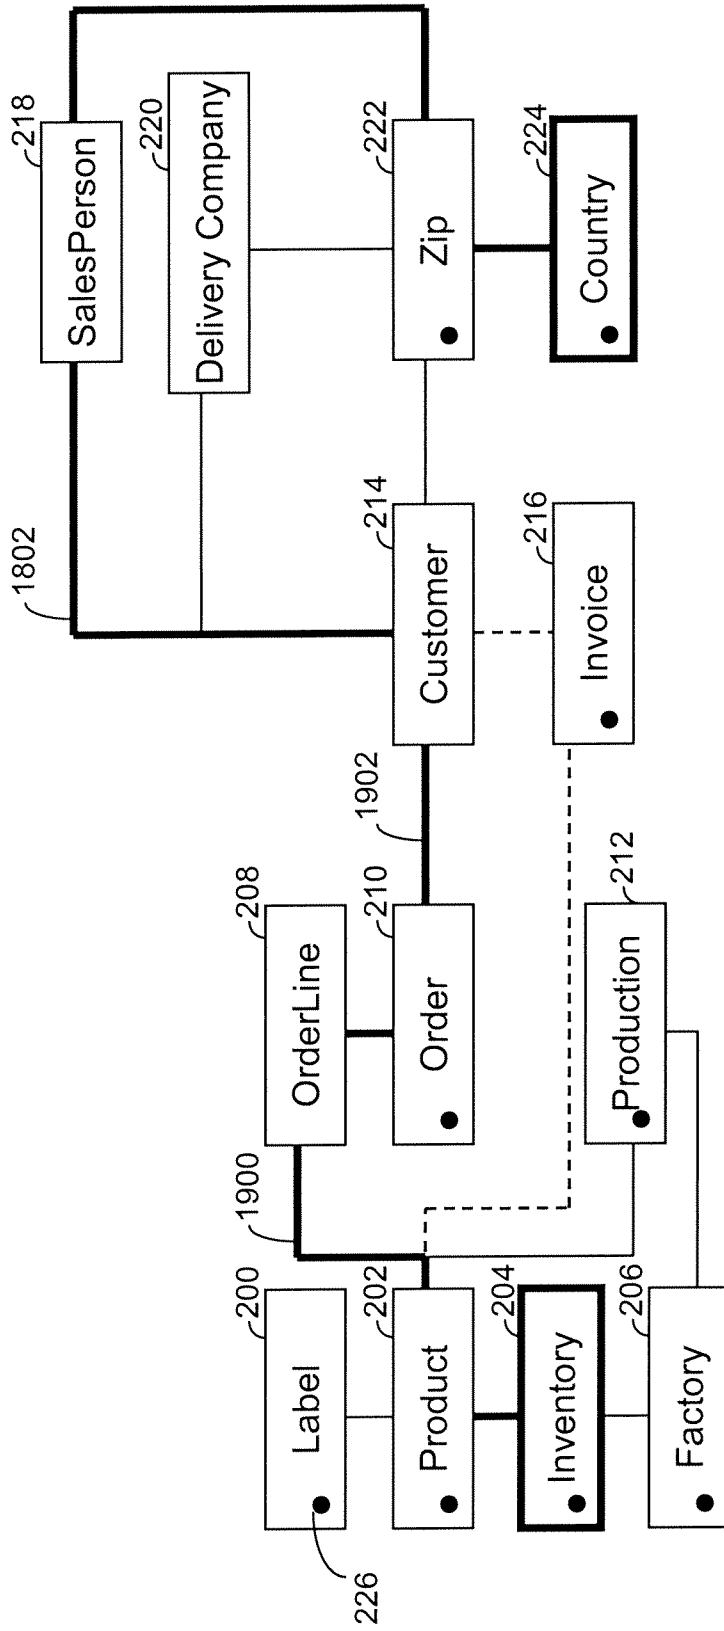 218
SalesPerson
1802
220
Delivery Company
208
OrderLine
1900
200
Label
226
222
Zip
214
Customer
1902
210
Order
202
Product
224
Country
216
Invoice
204
Inventory
212
Production
206
Factory